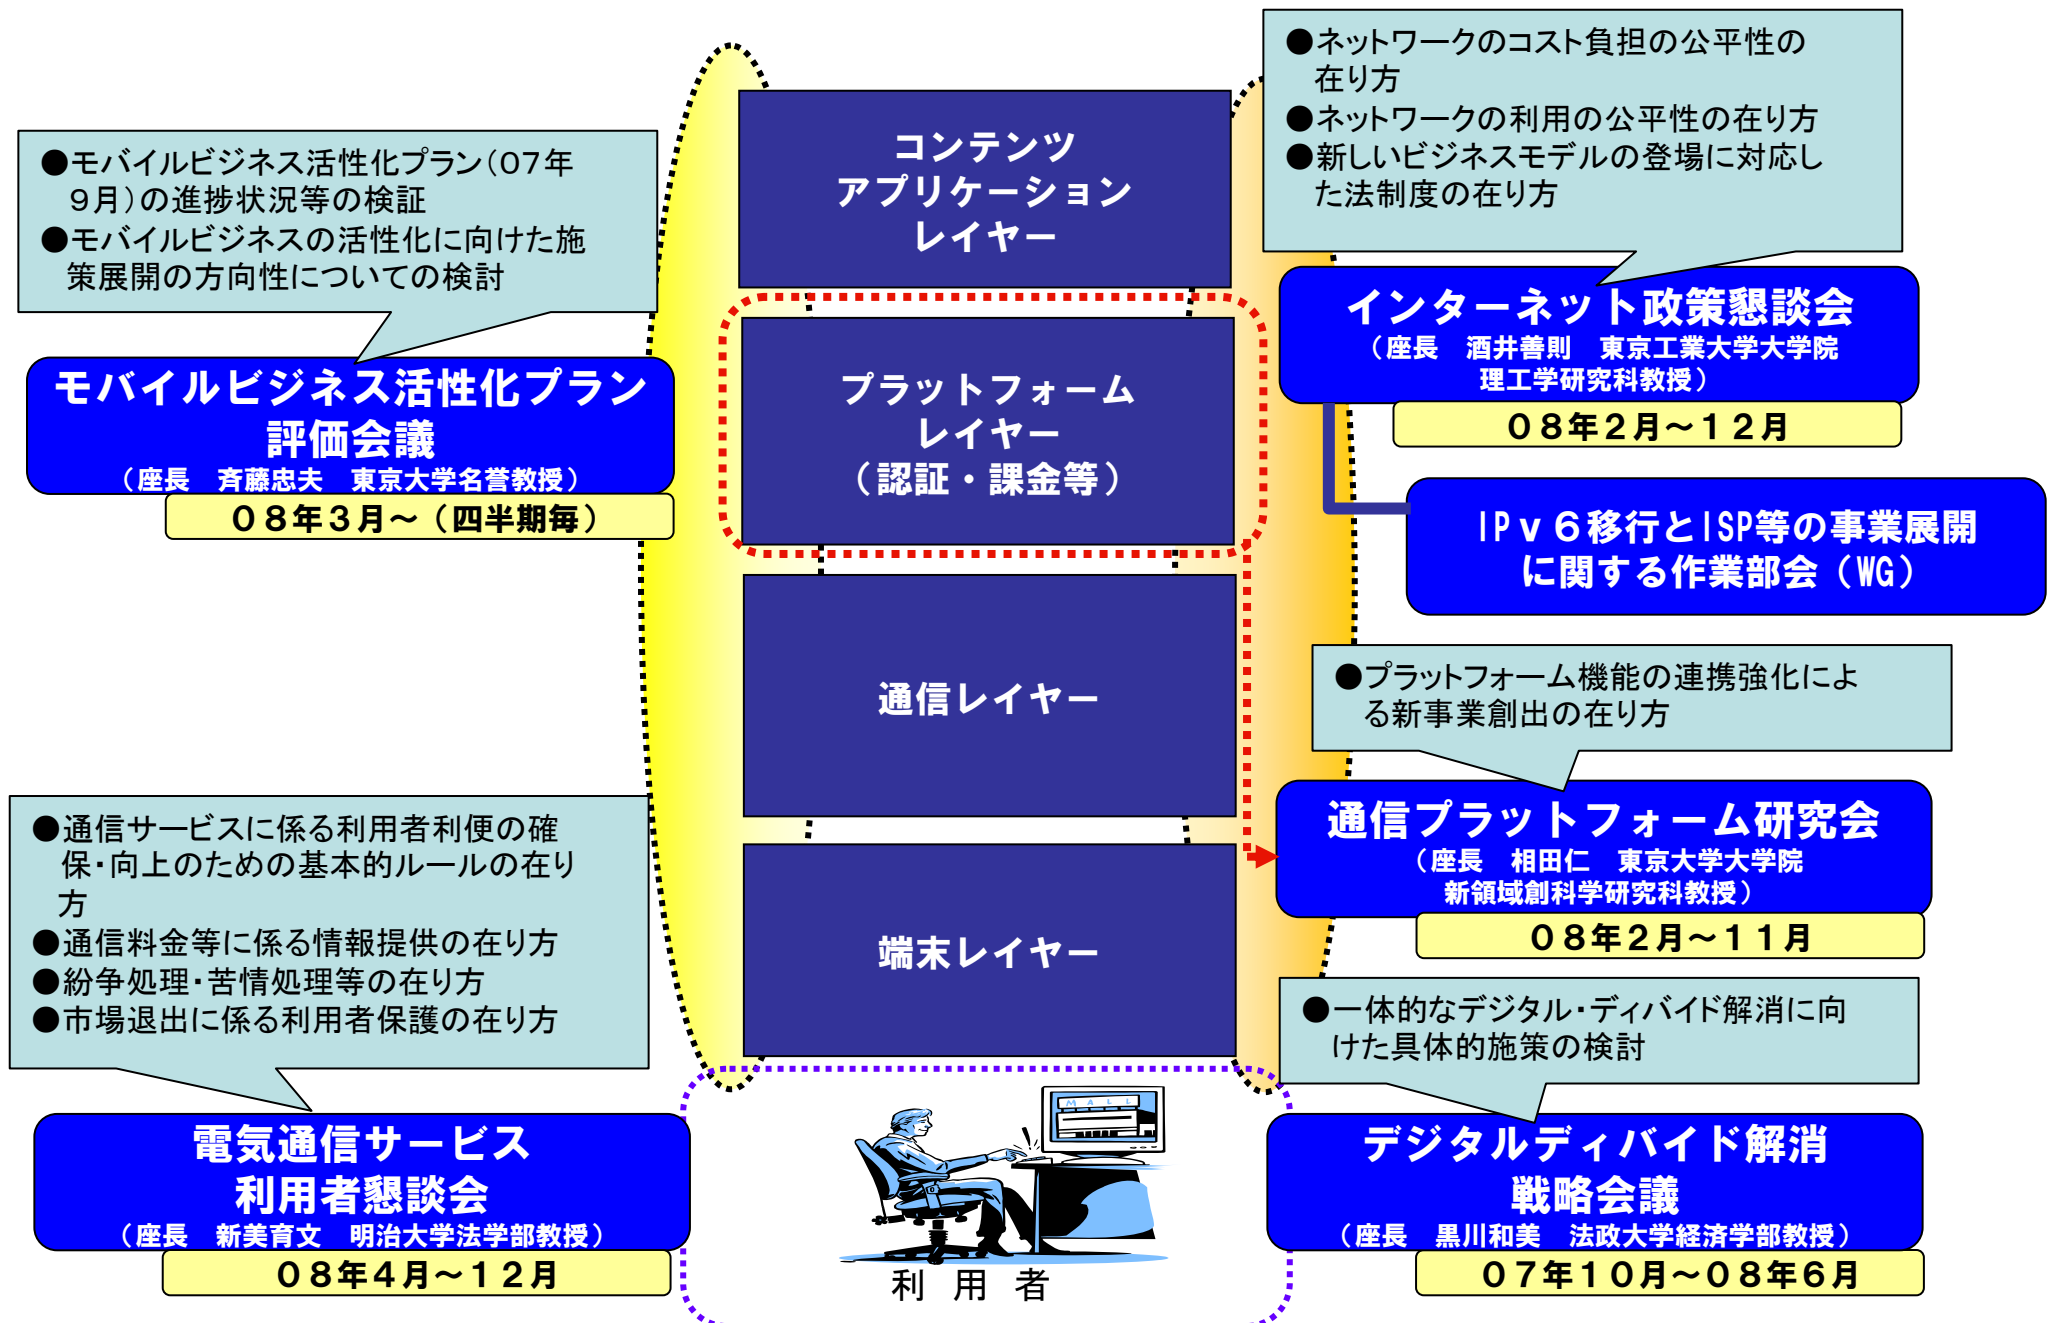 ●モバイルビジネス活性化プラン（０７年
９月）の進捗状況等の検証
●モバイルビジネスの活性化に向けた施
策展開の方向性についての検討
モバイルビジネス活性化プラン
評価会議
（座長　斉藤忠夫　東京大学名誉教授）
０８年３月～（四半期毎）
●通信サービスに係る利用者利便の確
保・向上のための基本的ルールの在り
方
●通信料金等に係る情報提供の在り方
●紛争処理・苦情処理等の在り方
●市場退出に係る利用者保護の在り方
電気通信サービス
利用者懇談会
（座長　新美育文　明治大学法学部教授）
０８年４月～１２月
コンテンツ
アプリケーション
レイヤー
プラットフォーム
レイヤー
（認証・課金等）
通信レイヤー
端末レイヤー
MALL
利　用　者
●ネットワークのコスト負担の公平性の
在り方
●ネットワークの利用の公平性の在り方
●新しいビジネスモデルの登場に対応し
た法制度の在り方
インターネット政策懇談会
（座長　酒井善則　東京工業大学大学院
理工学研究科教授）
０８年２月～１２月
IPｖ６移行とISP等の事業展開
に関する作業部会（WG）
●プラットフォーム機能の連携強化によ
る新事業創出の在り方
通信プラットフォーム研究会
（座長　相田仁　東京大学大学院
新領域創科学研究科教授）
０８年２月～１１月
●一体的なデジタル・ディバイド解消に向
けた具体的施策の検討
デジタルディバイド解消
戦略会議
（座長　黒川和美　法政大学経済学部教授）
０７年１０月～０８年６月